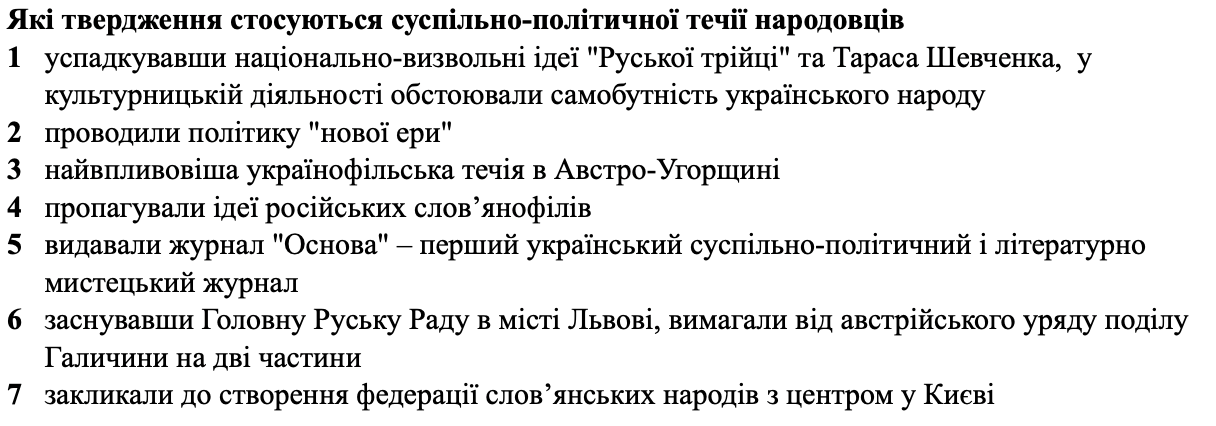 Які твердження стосуються суспільно-політичної течії народовців
1 успадкувавши національно-визвольні ідеї "Руської трійці" та Тараса Шевченка, у
культурницькій діяльності обстоювали самобутність українського народу
2 проводили політику "нової ери"
3 найвпливовіша українофільська течія в Австро-Угорщині
4 пропагували ідеї російських слов’янофілів
5 видавали журнал "Основа" – перший український суспільно-політичний і літературно
мистецький журнал
6 заснувавши Головну Руську Раду в місті Львові, вимагали від австрійського уряду поділу
Галичини на дві частини
7 закликали до створення федерації слов’янських народів з центром у Києві